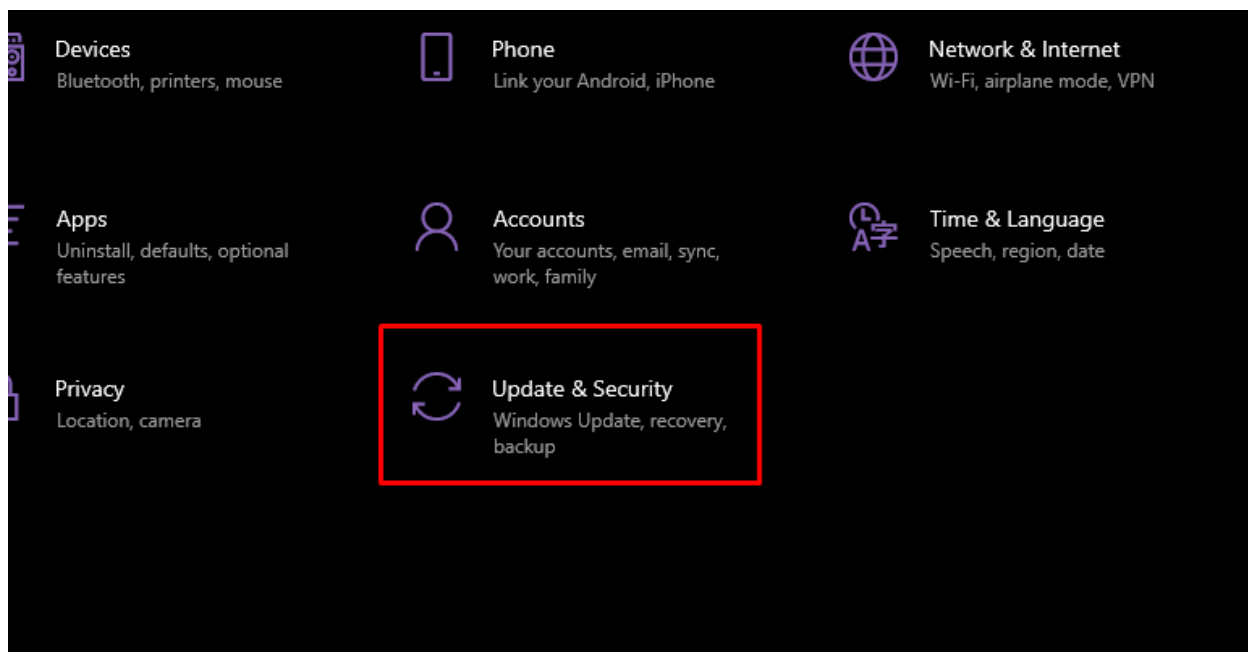 Devices
Bluetooth, printers, mouse
Phone
Link your Android, iPhone
Network & Internet
Wi-Fi, airplane mode, VPN
Apps
Uninstall, defaults, optional
features
Accounts
Your accounts, email, sync,
work, family
Time & Language
Speech, region, date
Privacy
Location, camera
Update & Security
Windows Update, recovery,
backup